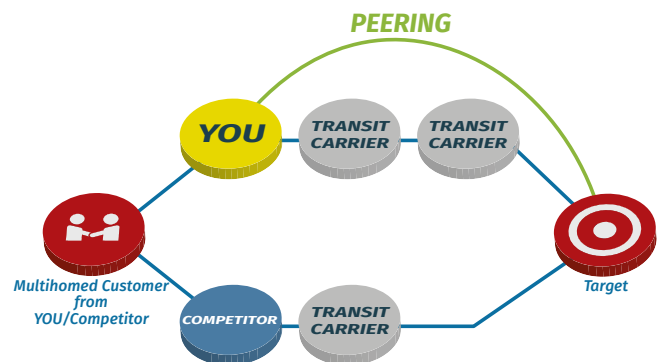 PEERING
YOU
TRANSIT
CARRIER
TRANSIT
CARRIER
Multihomed Customer
from
YOU/Competitor
Target
COMPETITOR
TRANSIT
CARRIER